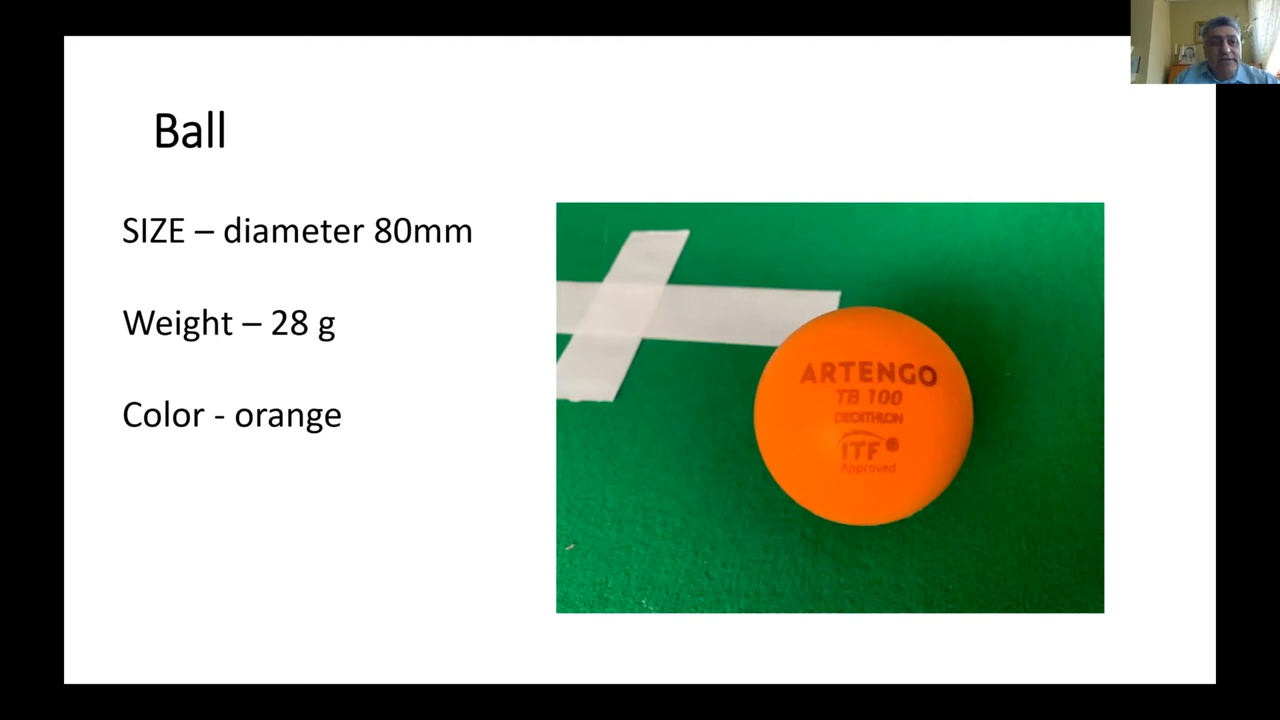 Ball
SIZE – diameter 80mm
Weight – 28 g
Color - orange
ARTENGO
TB 100
DECATHLON
ITF
Approved